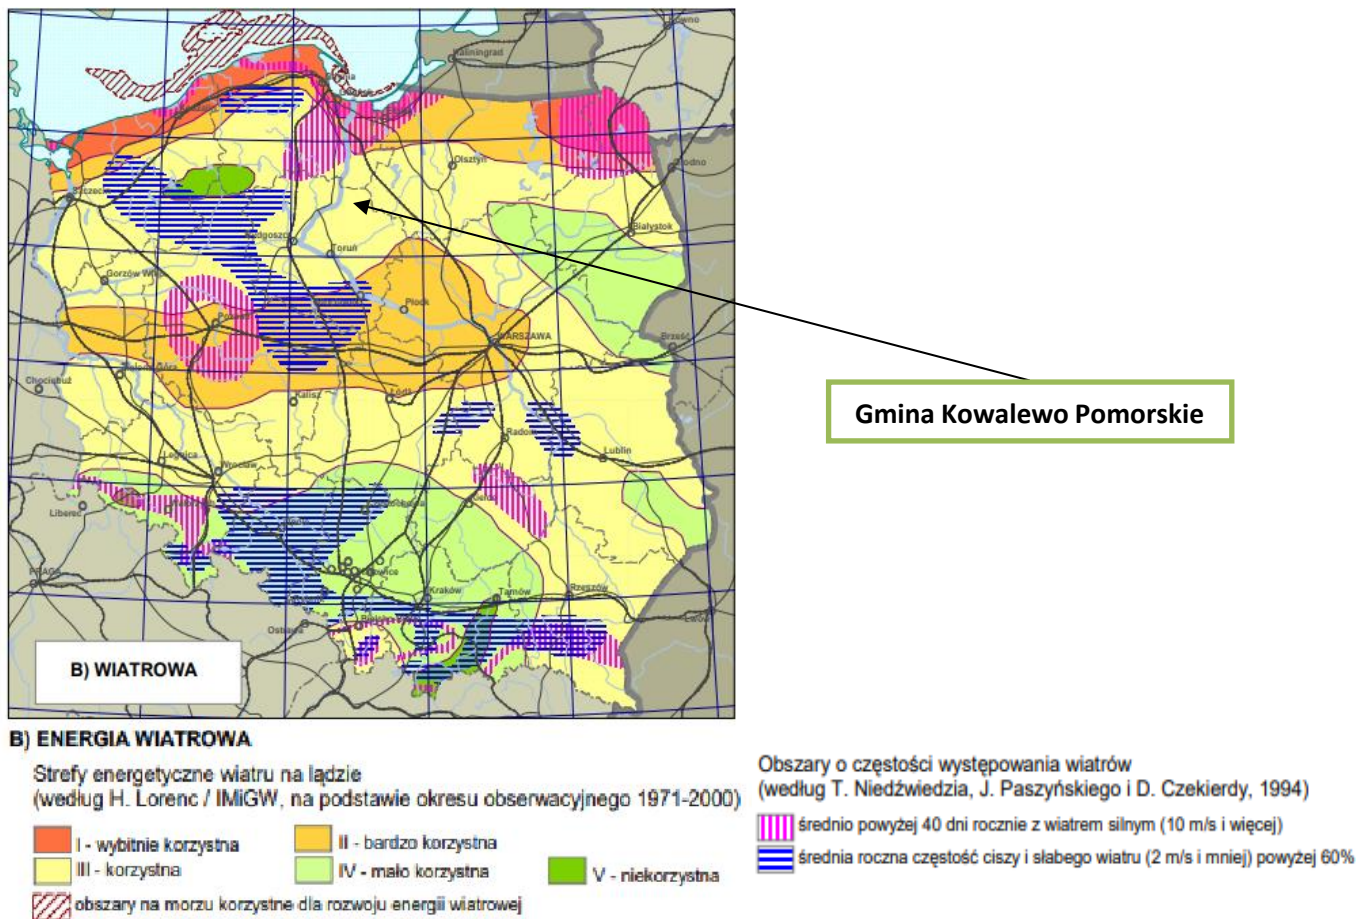 Kaliningrad
Olsztyn
Szczecin
Białystok
Bydgoszcz
Toruń
Gorzów Wlkp.
Płock
Poznań
WARSZAWA
Brześć
Chociebuż
Zielona Góra
Kalisz
Łódź
Gmina Kowalewo Pomorskie
Radom
Lublin
Legnica
Wrocław
Kielce
Liberec
PRAGA
Katowice
Kraków
Tarnów
Rzeszów
Ostrawa
Lwów
B) WIATROWA
B) ENERGIA WIATROWA
Strefy energetyczne wiatru na lądzie
(według H. Lorenc / IMiGW, na podstawie okresu obserwacyjnego 1971-2000)
I - wybitnie korzystna
II - bardzo korzystna
III - korzystna
IV - mało korzystna
V - niekorzystna
obszary na morzu korzystne dla rozwoju energii wiatrowej
Obszary o częstości występowania wiatrów
(według T. Niedźwiedzia, J. Paszyńskiego i D. Czekierdy, 1994)
średnio powyżej 40 dni rocznie z wiatrem silnym (10 m/s i więcej)
średnia roczna częstość ciszy i słabego wiatru (2 m/s i mniej) powyżej 60%